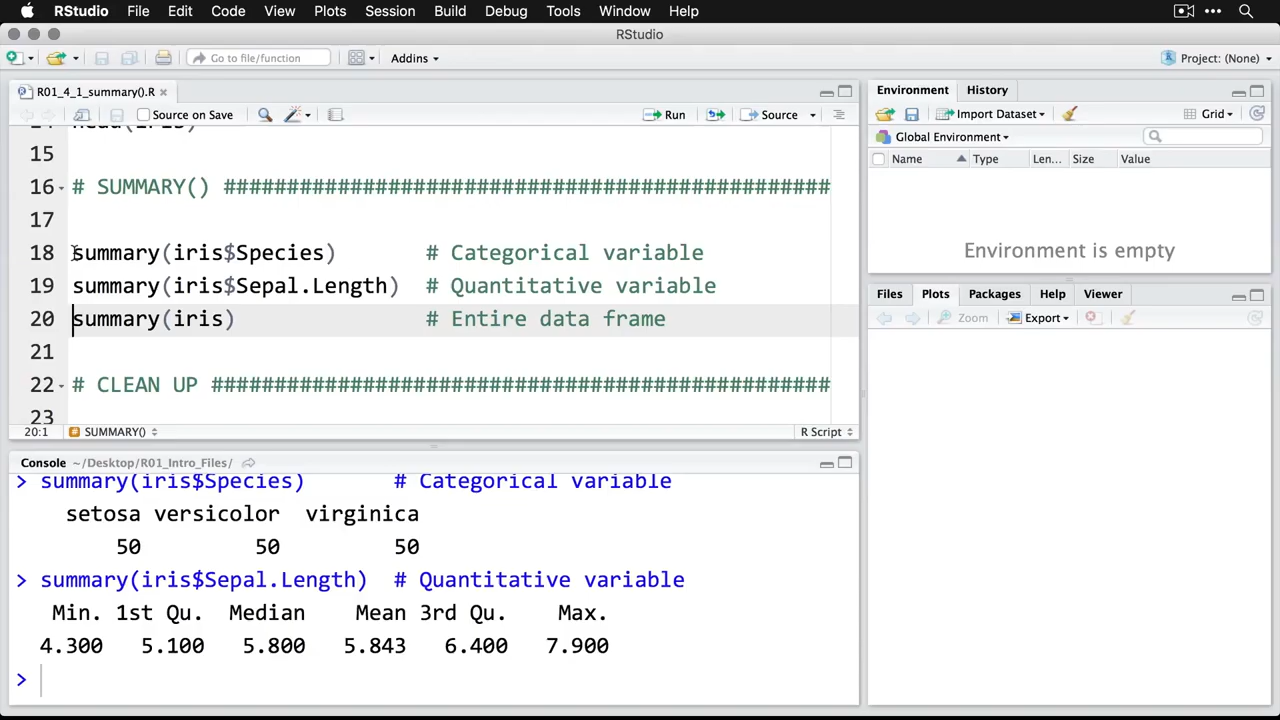 RStudio File Edit Code View Plots Session Build Debug Tools Window Help
RStudio
Go to file/function Addins Project: (None)
R01_4_1_summary().R
Source on Save Run Source
15
16 # SUMMARY() ################################################
17
18 summary(iris$Species) # Categorical variable
19 summary(iris$Sepal.Length) # Quantitative variable
20 summary(iris) # Entire data frame
21
22 # CLEAN UP #################################################
23
20:1 SUMMARY() R Script
Console ~/Desktop/R01_Intro_Files/
> summary(iris$Species) # Categorical variable
setosa versicolor virginica
50 50 50
> summary(iris$Sepal.Length) # Quantitative variable
Min. 1st Qu. Median Mean 3rd Qu. Max.
4.300 5.100 5.800 5.843 6.400 7.900
>
Environment History
Import Dataset Grid
Global Environment
Name Type Len... Size Value
Environment is empty
Files Plots Packages Help Viewer
Zoom Export